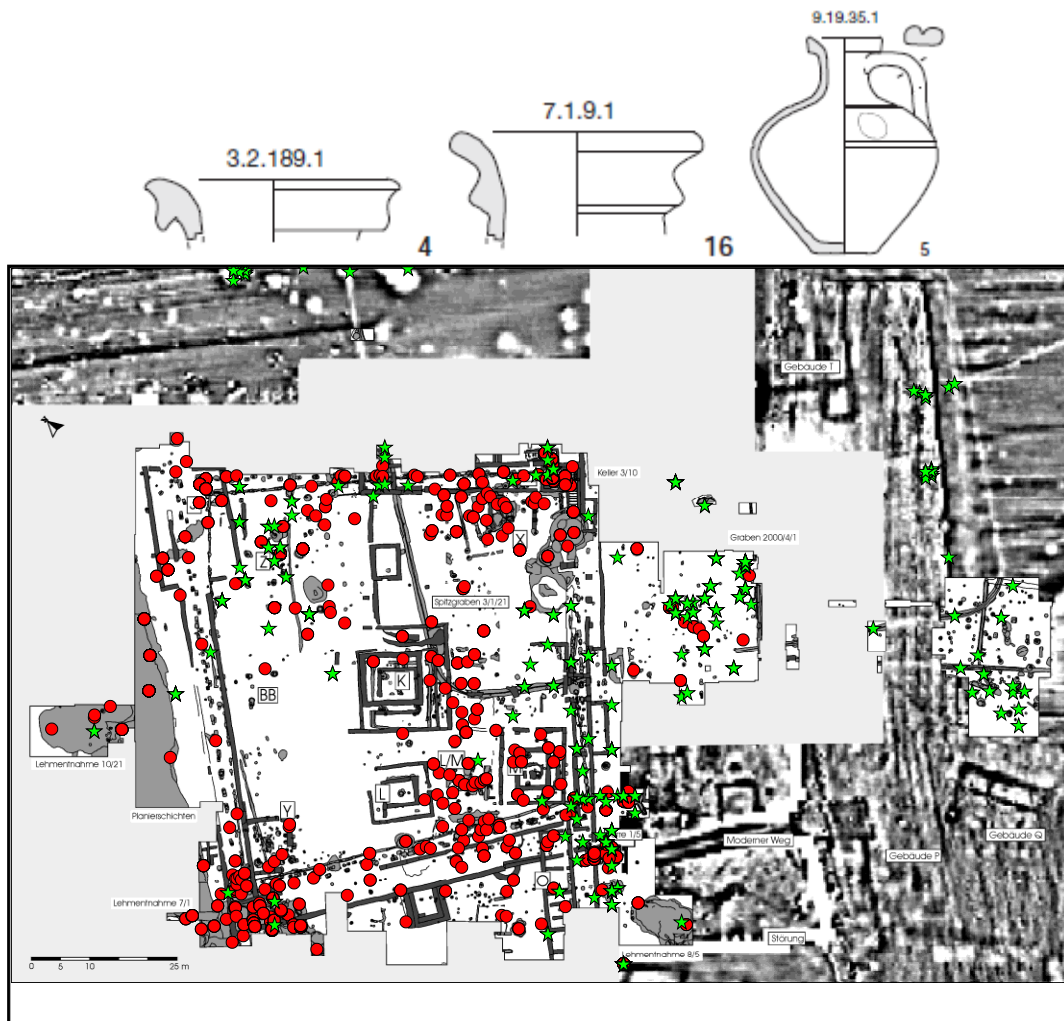 9.19.35.1
7.1.9.1
3.2.189.1
4
16
5
Gebäude T
Keller 3/10
J
Graben 2000/4/1
X
Z
Spitzgraben 3/1/21
K
BB
L/M
M
Lehmentnahme 10/21
L
Planierschichten
Y
Moderner Weg
Gebäude Q
1/5
Gebäude P
O
Lehmentnahme 7/1
Störung
Lehmentnahme 8/5
0 5 10 25 m